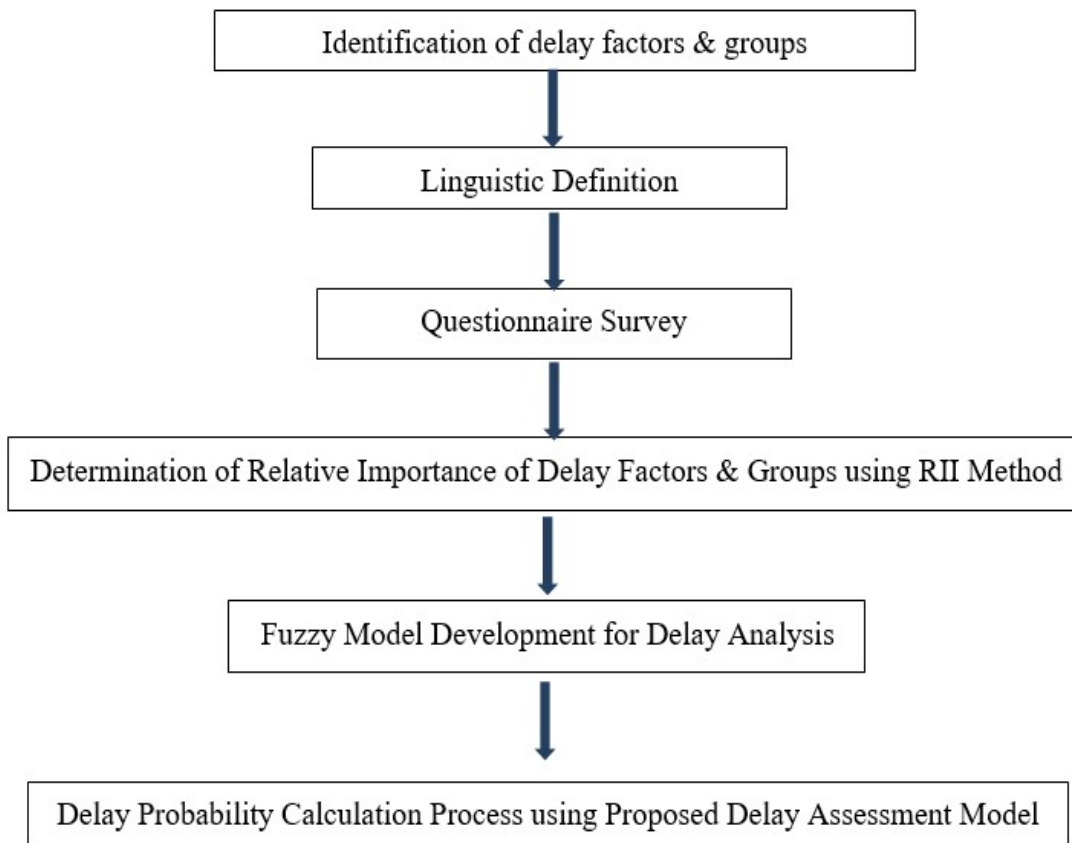 Identification of delay factors & groups
Linguistic Definition
Questionnaire Survey
Determination of Relative Importance of Delay Factors & Groups using RII Method
Fuzzy Model Development for Delay Analysis
Delay Probability Calculation Process using Proposed Delay Assessment Model